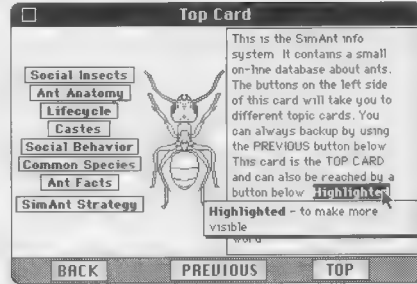 Top Card
Social Insects
Ant Anatomy
Lifecycle
Castes
Social Behavior
Common Species
Ant Facts
SimAnt Strategy
This is the SimAnt info
system It contains a small
on-line database about ants.
The buttons on the left side
of this card will take you to
different topic cards. You
can always backup by using
the PREVIOUS button below
This card is the TOP CARD
and can also be reached by a
button below Highlighted
Highlighted - to make more
visible
word
BACK
PREVIOUS
TOP